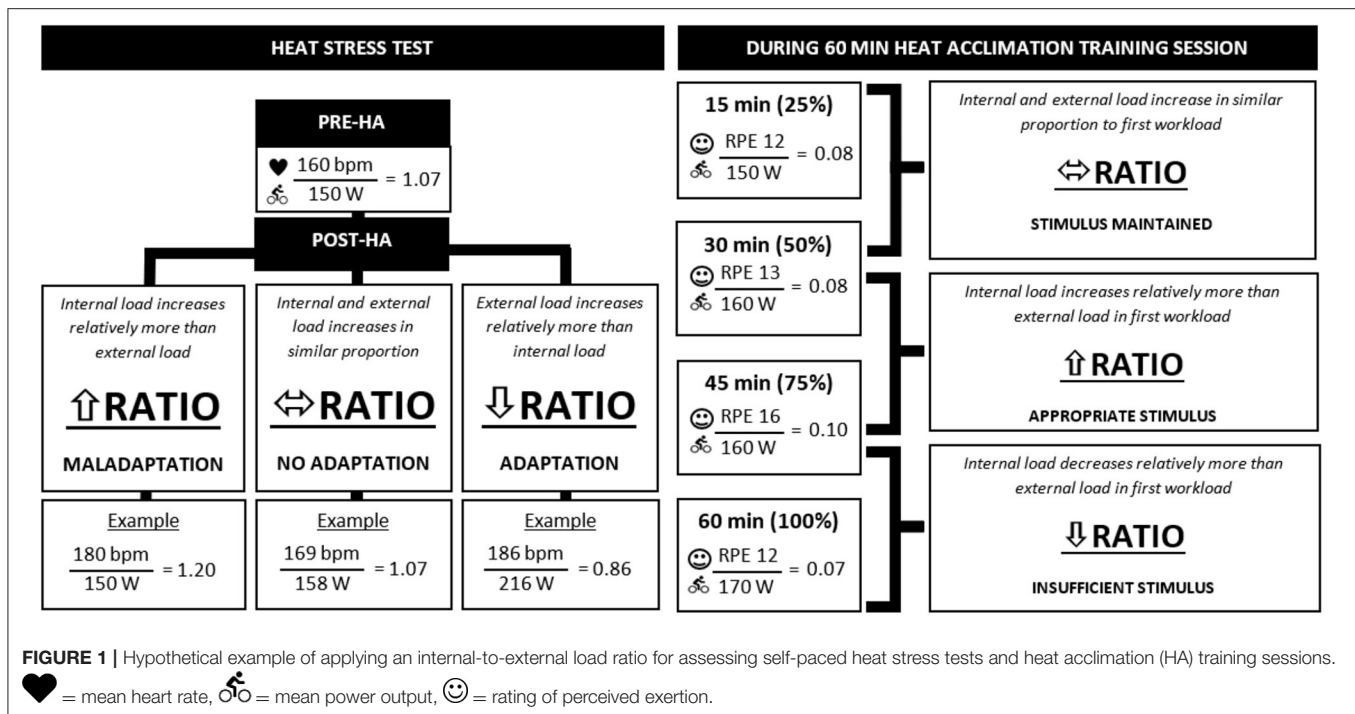 HEAT STRESS TEST
PRE-HA
160 bpm
150 W
= 1.07
POST-HA
Internal load increases
relatively more than
external load
⇧RATIO
MALADAPTATION
Example
180 bpm
150 W
= 1.20
Internal and external
load increases in
similar proportion
⬄RATIO
NO ADAPTATION
Example
169 bpm
158 W
= 1.07
External load increases
relatively more than
internal load
⇩RATIO
ADAPTATION
Example
186 bpm
216 W
= 0.86
DURING 60 MIN HEAT ACCLIMATION TRAINING SESSION
15 min (25%)
RPE 12
150 W
= 0.08
30 min (50%)
RPE 13
160 W
= 0.08
45 min (75%)
RPE 16
160 W
= 0.10
60 min (100%)
RPE 12
170 W
= 0.07
Internal and external load increase in similar
proportion to first workload
⬄RATIO
STIMULUS MAINTAINED
Internal load increases relatively more than
external load in first workload
⇧RATIO
APPROPRIATE STIMULUS
Internal load decreases relatively more than
external load in first workload
⇩RATIO
INSUFFICIENT STIMULUS
FIGURE 1 | Hypothetical example of applying an internal-to-external load ratio for assessing self-paced heat stress tests and heat acclimation (HA) training sessions.
= mean heart rate, = mean power output, = rating of perceived exertion.